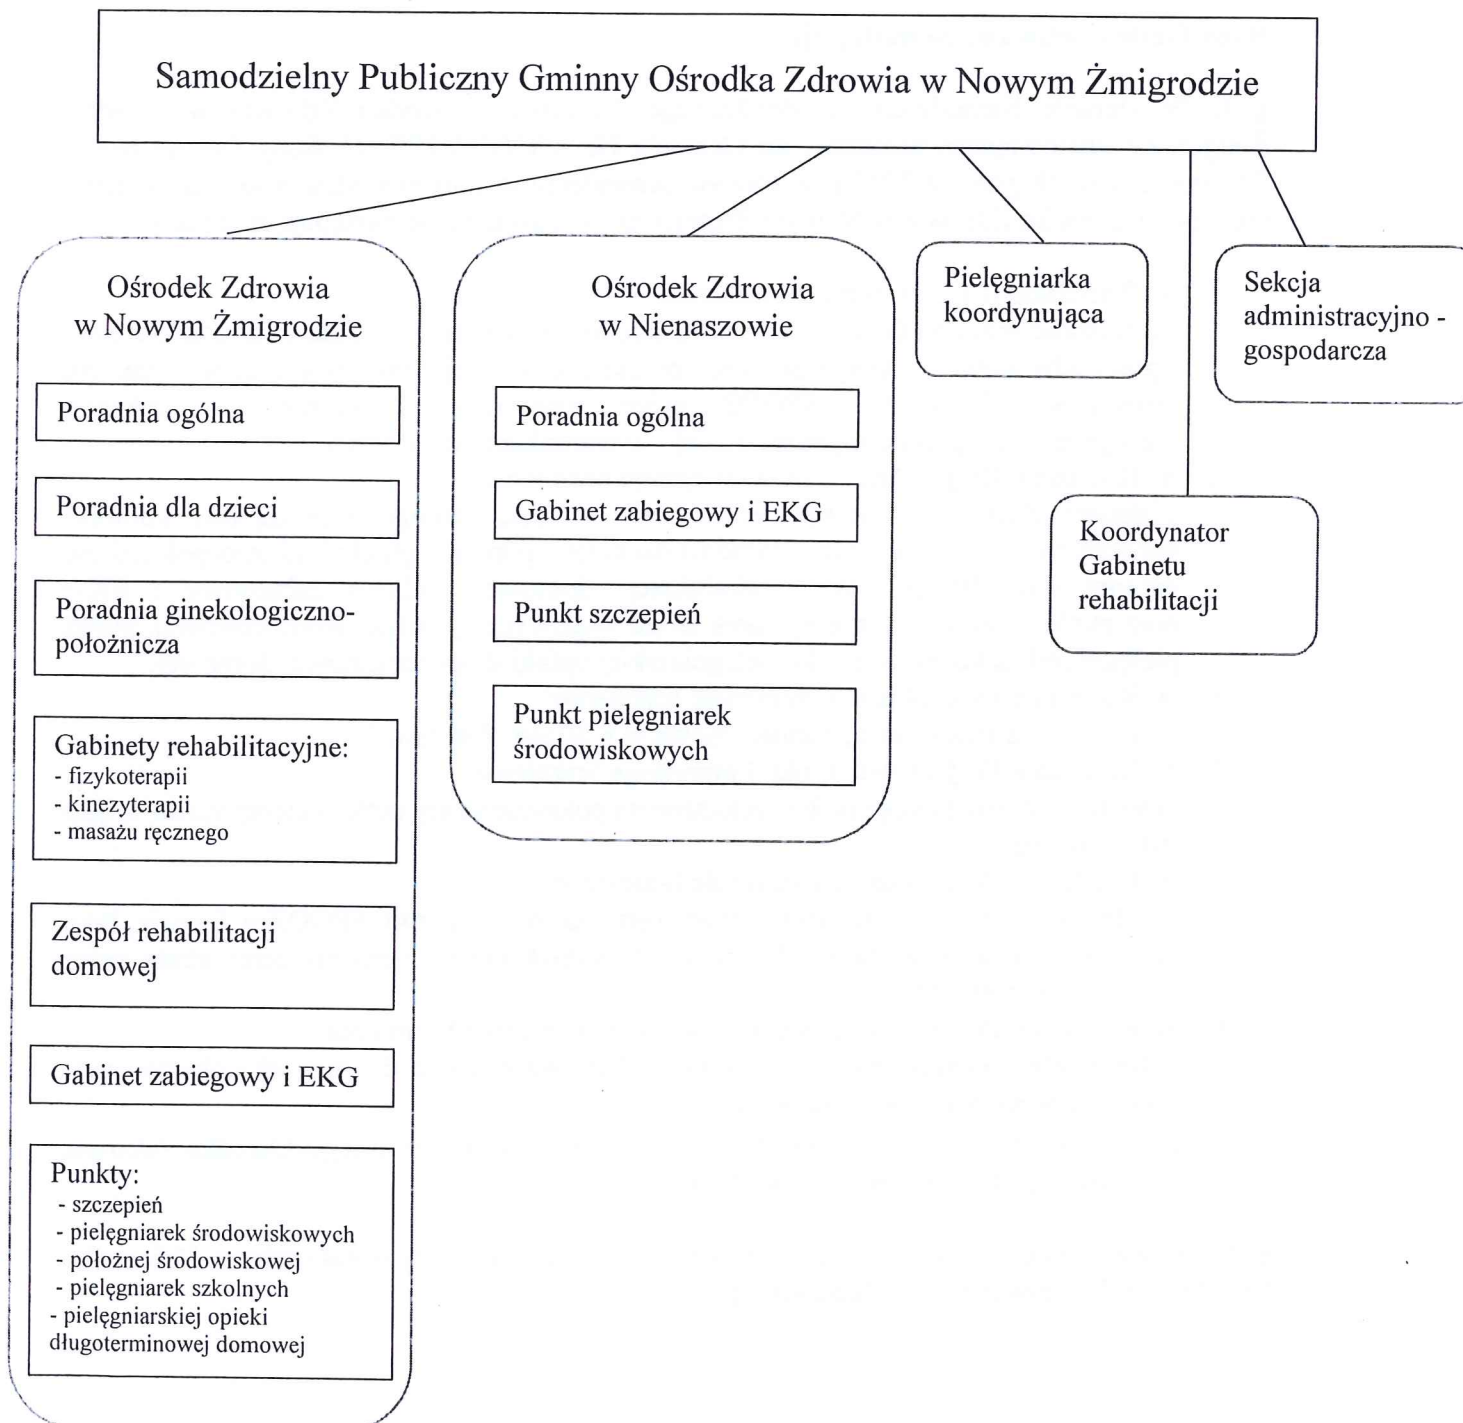 Samodzielny Publiczny Gminny Ośrodka Zdrowia w Nowym Żmigrodzie
Ośrodek Zdrowia
w Nowym Żmigrodzie
Poradnia ogólna
Poradnia dla dzieci
Poradnia ginekologiczno-
położnicza
Gabinety rehabilitacyjne:
- fizykoterapii
- kinezyterapii
- masażu ręcznego
Zespół rehabilitacji
domowej
Gabinet zabiegowy i EKG
Punkty:
- szczepień
- pielęgniarek środowiskowych
- położnej środowiskowej
- pielęgniarek szkolnych
- pielęgniarskiej opieki
długoterminowej domowej
Ośrodek Zdrowia
w Nienaszowie
Poradnia ogólna
Gabinet zabiegowy i EKG
Punkt szczepień
Punkt pielęgniarek
środowiskowych
Pielęgniarka
koordynująca
Koordynator
Gabinetu
rehabilitacji
Sekcja
administracyjno -
gospodarcza